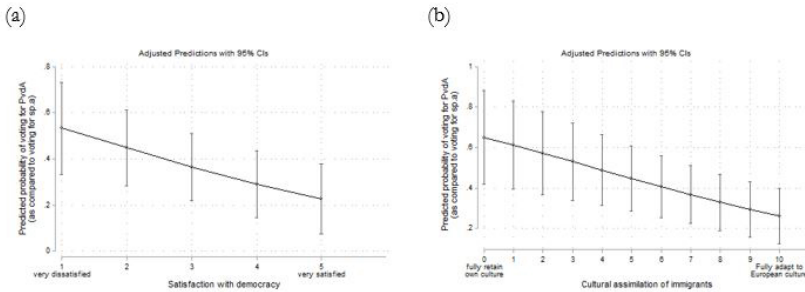 (a)
Adjusted Predictions with 95% CIs
Predicted probability of voting for PvdA
(as compared to voting for sp.a)
.8
.6
.4
.2
0
1 2 3 4 5
very dissatisfied very satisfied
Satisfaction with democracy
(b)
Adjusted Predictions with 95% CIs
Predicted probability of voting for PvdA
(as compared to voting for sp.a)
1
.8
.6
.4
.2
0 1 2 3 4 5 6 7 8 9 10
fully retain Fully adapt to
own culture European culture
Cultural assimilation of immigrants